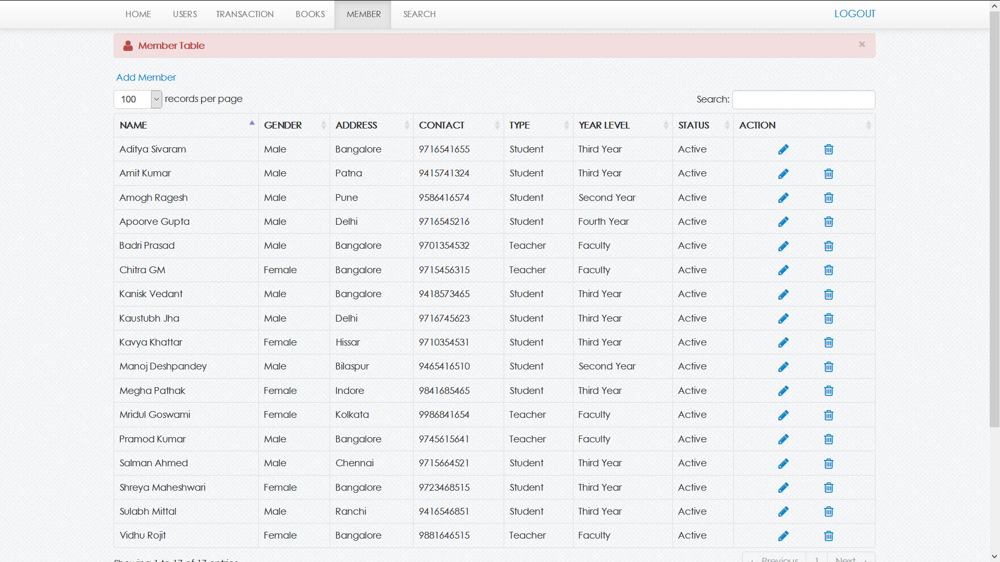 HOME USERS TRANSACTION BOOKS MEMBER SEARCH LOGOUT
Member Table ×
Add Member
100 records per page Search:
NAME GENDER ADDRESS CONTACT TYPE YEAR LEVEL STATUS ACTION
Aditya Sivaram Male Bangalore 9716541655 Student Third Year Active
Amit Kumar Male Patna 9415741324 Student Third Year Active
Amogh Ragesh Male Pune 9586416574 Student Second Year Active
Apoorve Gupta Male Delhi 9716545216 Student Fourth Year Active
Badri Prasad Male Bangalore 9701354532 Teacher Faculty Active
Chitra GM Female Bangalore 9715456315 Teacher Faculty Active
Kanisk Vedant Male Bangalore 9418573465 Student Third Year Active
Kaustubh Jha Male Delhi 9716745623 Student Third Year Active
Kavya Khattar Female Hissar 9710354531 Student Third Year Active
Manoj Deshpandey Male Bilaspur 9465416510 Student Second Year Active
Megha Pathak Female Indore 9841685465 Student Third Year Active
Mridul Goswami Female Kolkata 9986841654 Teacher Faculty Active
Pramod Kumar Male Bangalore 9745615641 Teacher Faculty Active
Salman Ahmed Male Chennai 9715664521 Student Third Year Active
Shreya Maheshwari Female Bangalore 9723468515 Student Third Year Active
Sulabh Mittal Male Ranchi 9416546851 Student Third Year Active
Vidhu Rojit Female Bangalore 9881646515 Teacher Faculty Active
Showing 1 to 17 of 17 entries Previous 1 Next